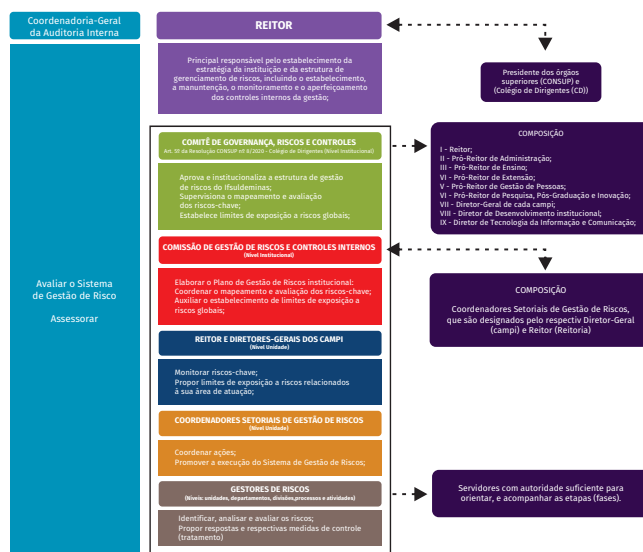 Coordenadoria-Geral
da Auditoria Interna
Avaliar o Sistema
de Gestão de Risco
Assessorar
REITOR
Principal responsável pelo estabelecimento da
estratégia da instituição e da estrutura de
gerenciamento de riscos, incluindo o estabelecimento,
a manuntenção, o monitoramento e o aperfeiçoamento
dos controles internos da gestão;
Presidente dos órgãos
superiores (CONSUP) e
(Colégio de Dirigentes (CD))
COMITÊ DE GOVERNANÇA, RISCOS E CONTROLES
Art. 5E da Resolução CONSUP nº 6/2020 - Colégio de Dirigentes (Nível Institucional)
Aprova e institucionaliza a estrutura de gestão
de riscos do Ifsuldeminas;
Supervisiona o mapeamento e avaliação
dos riscos-chave;
Estabelece limites de exposição a riscos globais;
COMPOSIÇÃO
I - Reitor;
II - Pró-Reitor de Administração;
III - Pró-Reitor de Ensino;
VI - Pró-Reitor de Extensão;
V - Pró-Reitor de Gestão de Pessoas;
VI - Pró-Reitor de Pesquisa, Pós-Graduação e Inovação;
VII - Diretor-Geral de cada campi;
VIII - Diretor de Desenvolvimento institucional;
IX - Diretor de Tecnologia da Informação e Comunicação;
COMISSÃO DE GESTÃO DE RISCOS E CONTROLES INTERNOS
(Nível Institucional)
Elaborar o Plano de Gestão de Riscos institucional:
Coordenar o mapeamento e avaliação dos riscos-chave;
Auxiliar o estabelecimento de limites de exposição a
riscos globais;
COMPOSIÇÃO
Coordenadores Setoriais de Gestão de Riscos,
que são designados pelo respectiv Diretor-Geral
(campi) e Reitor (Reitoria)
REITOR E DIRETORES-GERAIS DOS CAMPI
(Nível Unidade)
Monitorar riscos-chave;
Propor limites de exposição a riscos relacionados
à sua área de atuação;
COORDENADORES SETORIAIS DE GESTÃO DE RISCOS
(Nível Unidade)
Coordenar ações;
Promover a execução do Sistema de Gestão de Riscos;
GESTORES DE RISCOS
(Níveis: unidades, departamentos, divisões,processos e atividades)
Identificar, analisar e avaliar os riscos;
Propor respostas e respectivas medidas de controle
(tratamento)
Servidores com autoridade suficiente para
orientar, e acompanhar as etapas (fases).